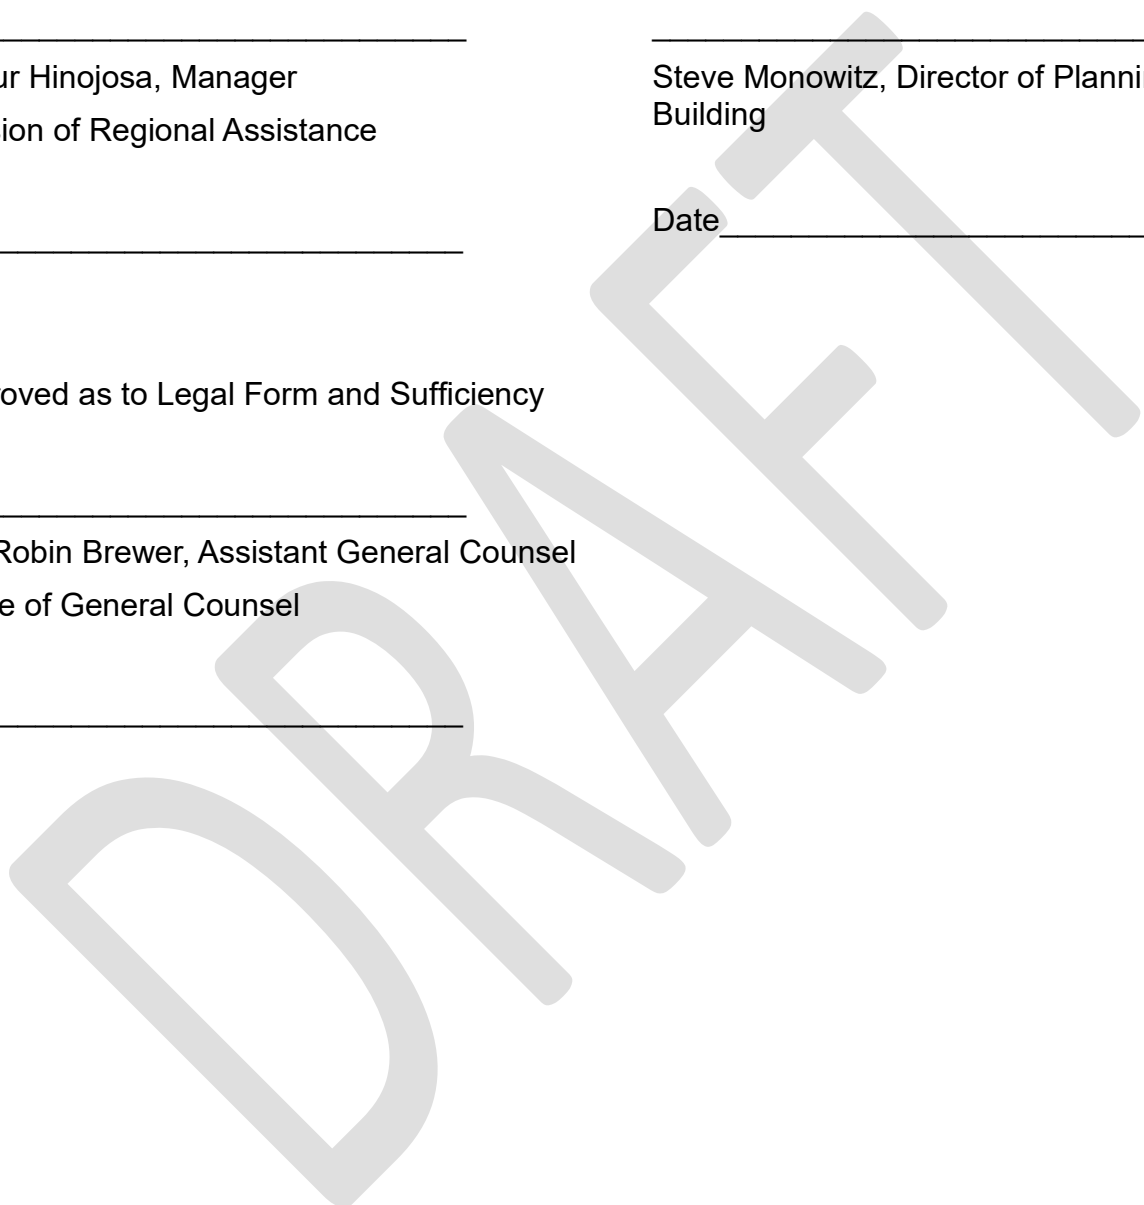 ur Hinojosa, Manager
ion of Regional Assistance
Steve Monowitz, Director of Planni
Building
Date
oved as to Legal Form and Sufficiency
Robin Brewer, Assistant General Counsel
e of General Counsel
DRAFT